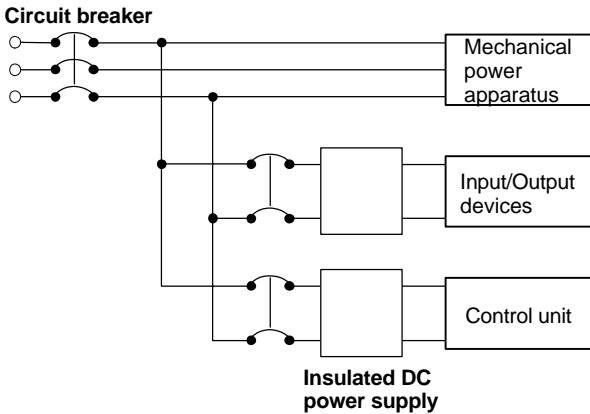 Circuit breaker
Mechanical
power
apparatus
Input/Output
devices
Control unit
Insulated DC
power supply